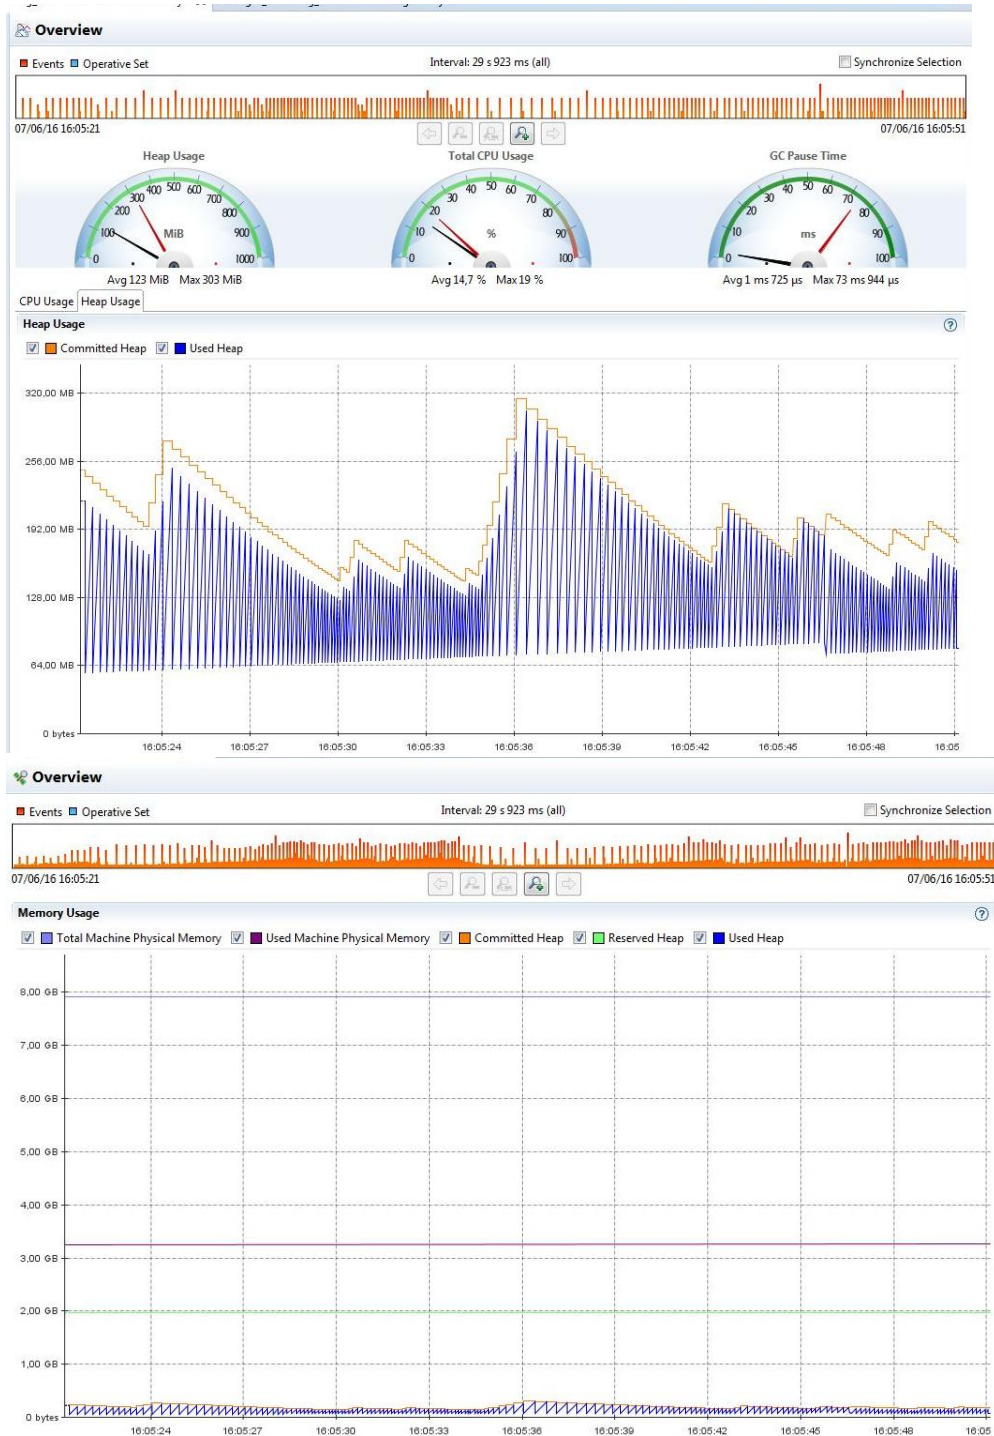 Overview
Events Operative Set Interval: 29 s 923 ms (all) Synchronize Selection
07/06/16 16:05:21 07/06/16 16:05:51
Heap Usage Total CPU Usage GC Pause Time
0 100 200 300 400 500 600 700 800 900 1000 MiB
0 10 20 30 40 50 60 70 80 90 100 %
0 10 20 30 40 50 60 70 80 90 100 ms
Avg 123 MiB Max 303 MiB Avg 14,7 % Max 19 % Avg 1 ms 725 µs Max 73 ms 944 µs
CPU Usage Heap Usage
Heap Usage
Committed Heap Used Heap
320,00 MB
256,00 MB
192,00 MB
128,00 MB
64,00 MB
0 bytes
16:05:24 16:05:27 16:05:30 16:05:33 16:05:36 16:05:39 16:05:42 16:05:45 16:05:48 16:05
Overview
Events Operative Set Interval: 29 s 923 ms (all) Synchronize Selection
07/06/16 16:05:21 07/06/16 16:05:51
Memory Usage
Total Machine Physical Memory Used Machine Physical Memory Committed Heap Reserved Heap Used Heap
8,00 GB
7,00 GB
6,00 GB
5,00 GB
4,00 GB
3,00 GB
2,00 GB
1,00 GB
0 bytes
16:05:24 16:05:27 16:05:30 16:05:33 16:05:36 16:05:39 16:05:42 16:05:45 16:05:48 16:05